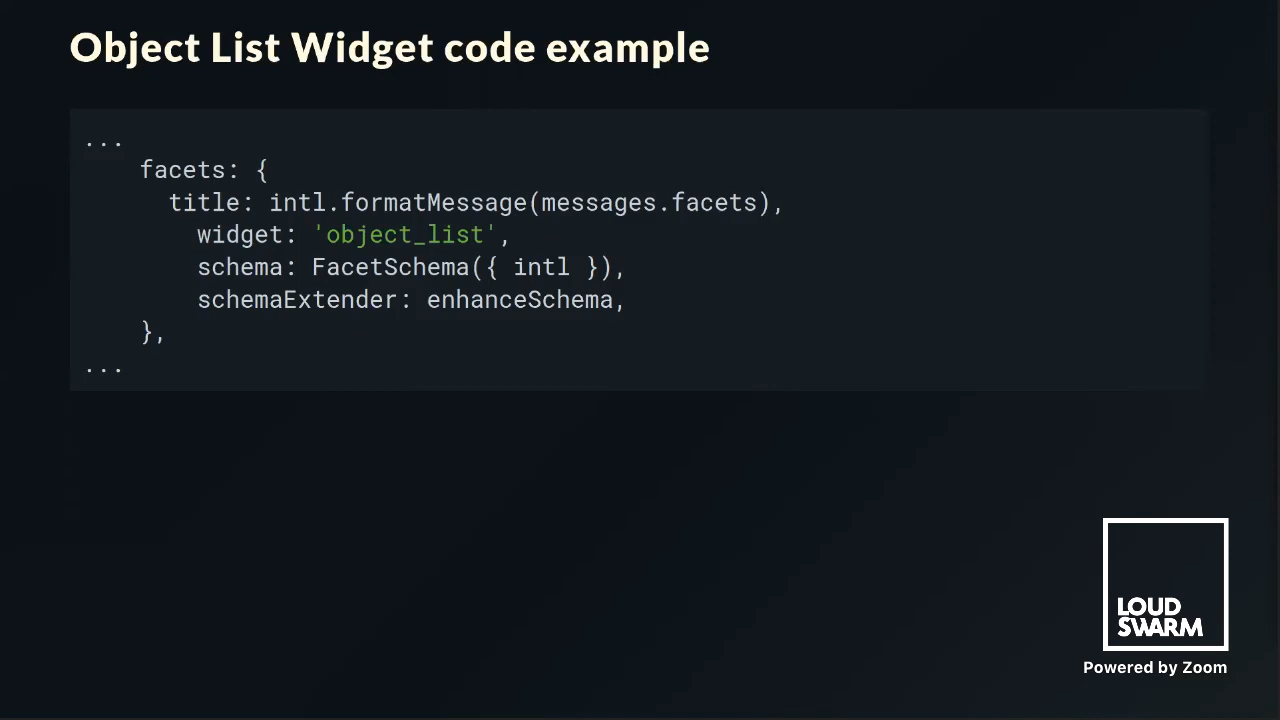 Object List Widget code example
...
facets: {
title: intl.formatMessage(messages.facets),
widget: 'object_list',
schema: FacetSchema({ intl }),
schemaExtender: enhanceSchema,
},
...
LOUD
SWARM
Powered by Zoom